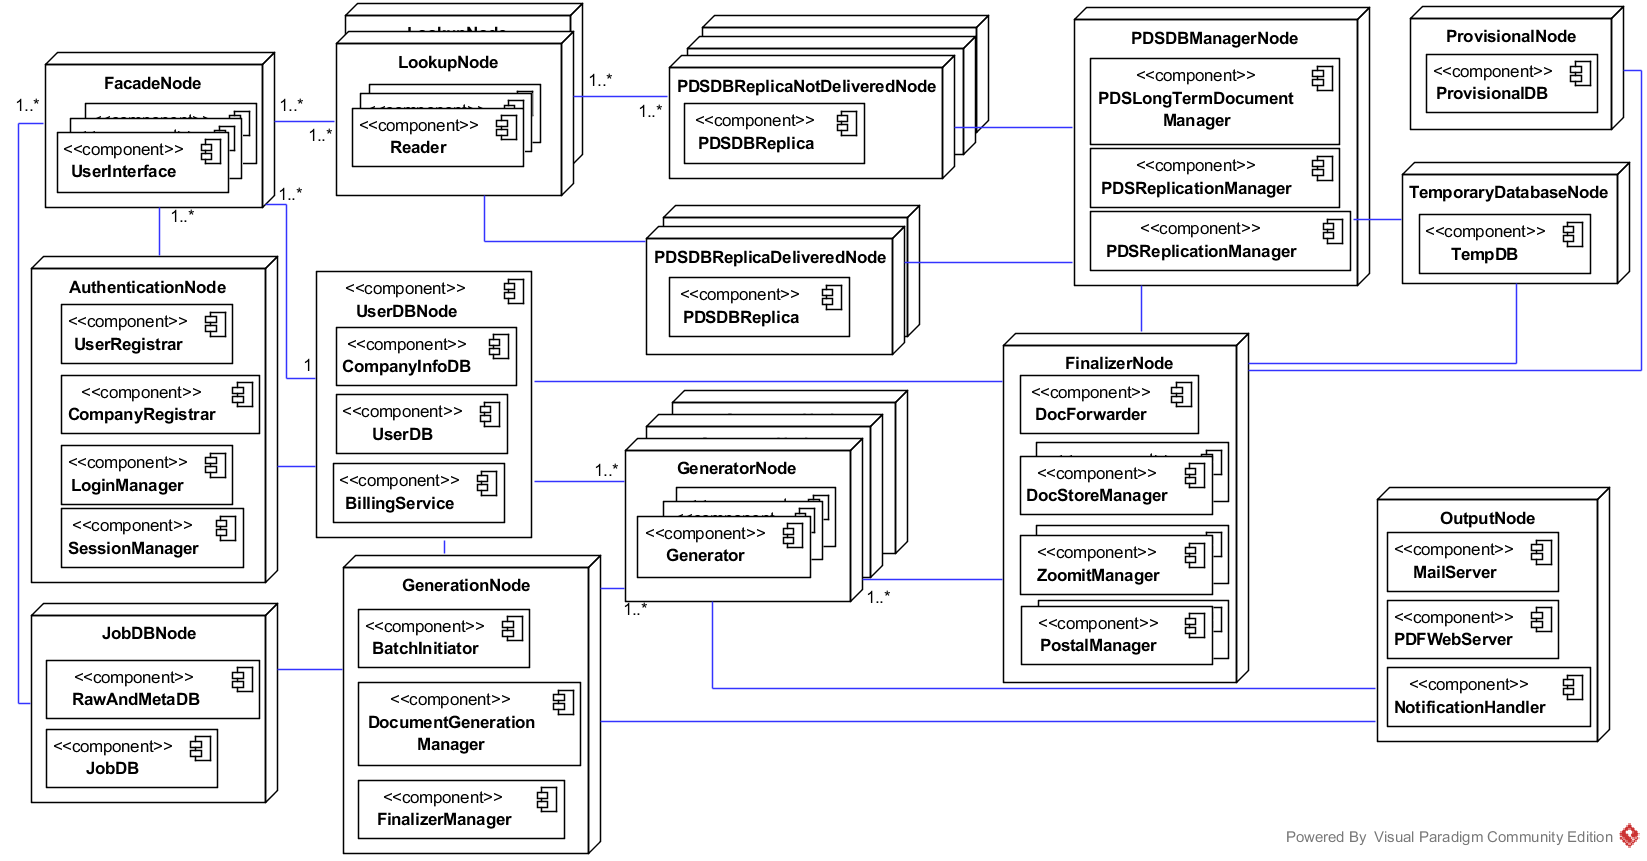 FacadeNode
<<component>>
UserInterface
1..*
1..*
1..*
1..*
1..*
LookupNode
LookupNode
<<component>>
Reader
1..*
1..*
PDSDBReplicaNotDeliveredNode
<<component>>
PDSDBReplica
PDSDBManagerNode
<<component>>
PDSLongTermDocument
Manager
<<component>>
PDSReplicationManager
<<component>>
PDSReplicationManager
ProvisionalNode
<<component>>
ProvisionalDB
TemporaryDatabaseNode
<<component>>
TempDB
PDSDBReplicaDeliveredNode
<<component>>
PDSDBReplica
AuthenticationNode
<<component>>
UserRegistrar
<<component>>
CompanyRegistrar
<<component>>
LoginManager
<<component>>
SessionManager
1
<<component>>
UserDBNode
<<component>>
CompanyInfoDB
<<component>>
UserDB
<<component>>
BillingService
1..*
GeneratorNode
<<component>>
Generator
1..*
1..*
FinalizerNode
<<component>>
DocForwarder
<<component>>
DocStoreManager
<<component>>
ZoomitManager
<<component>>
PostalManager
OutputNode
<<component>>
MailServer
<<component>>
PDFWebServer
<<component>>
NotificationHandler
JobDBNode
<<component>>
RawAndMetaDB
<<component>>
JobDB
GenerationNode
<<component>>
BatchInitiator
<<component>>
DocumentGeneration
Manager
<<component>>
FinalizerManager
Powered By Visual Paradigm Community Edition